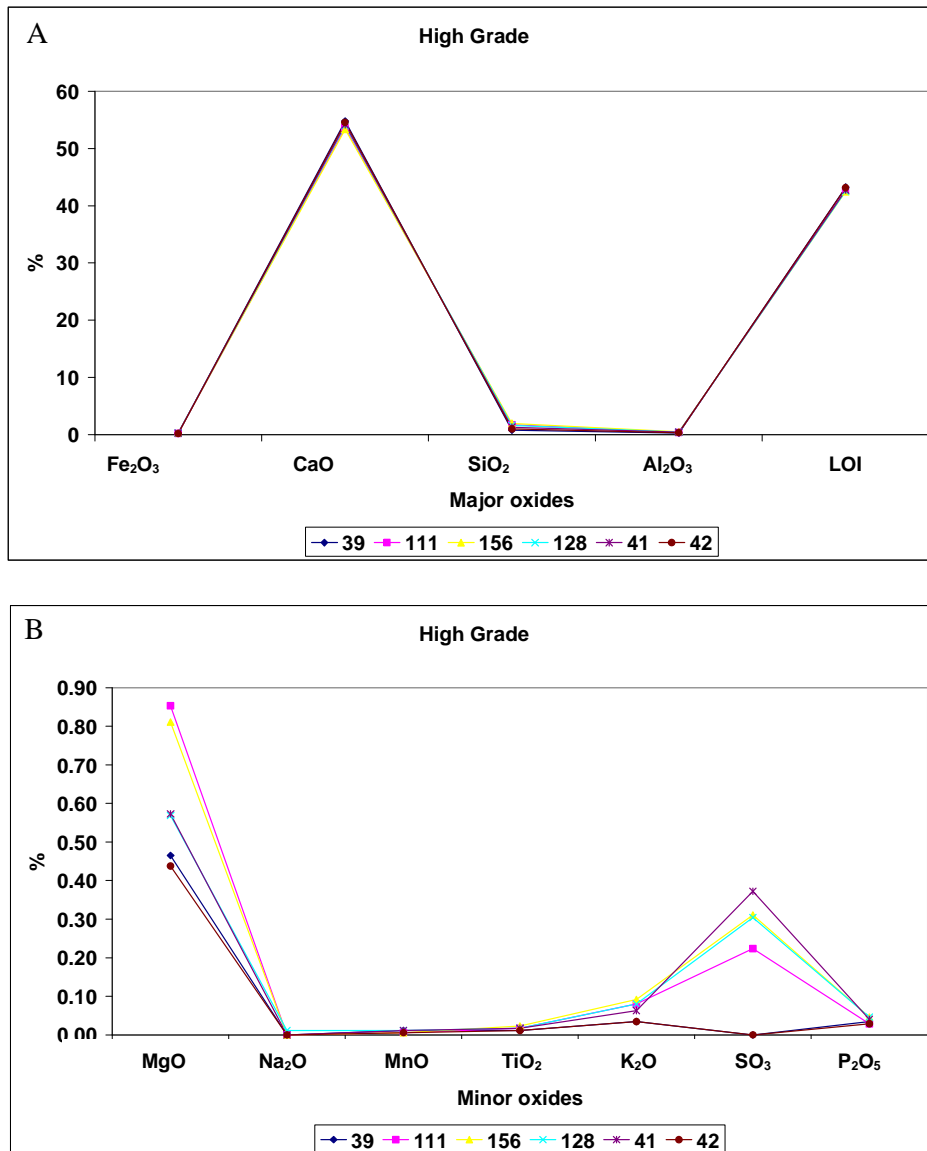 A
High Grade
60
50
40
30
20
10
0
%
Fe₂O₃ CaO SiO₂ Al₂O₃ LOI
Major oxides
39 111 156 128 41 42
B
High Grade
0.90
0.80
0.70
0.60
0.50
0.40
0.30
0.20
0.10
0.00
%
MgO Na₂O MnO TiO₂ K₂O SO₃ P₂O₅
Minor oxides
39 111 156 128 41 42